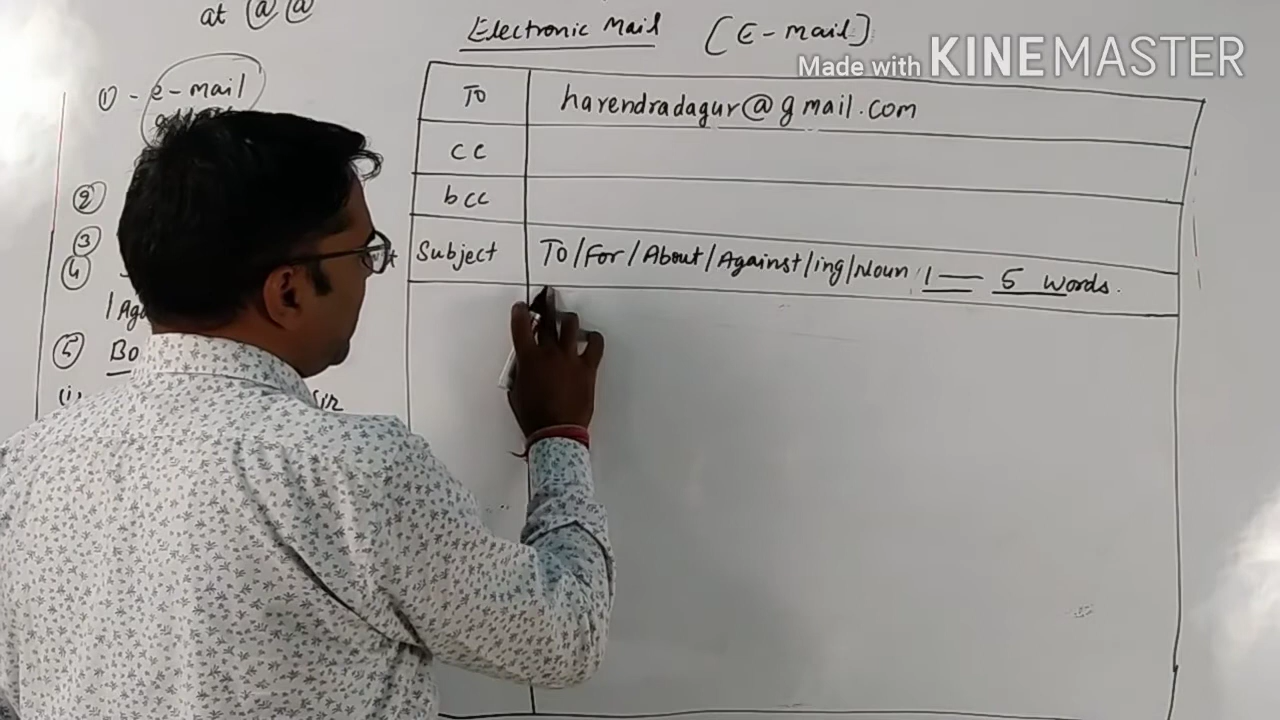 at @ @
Electronic Mail [E-mail]
Made with KINEMASTER
① - e-mail
To harendradagur@gmail.com
cc
②
bcc
③
④
Subject To/For/About/Against/ing/Noun 1 — 5 words.
⑤ Bo
Sir